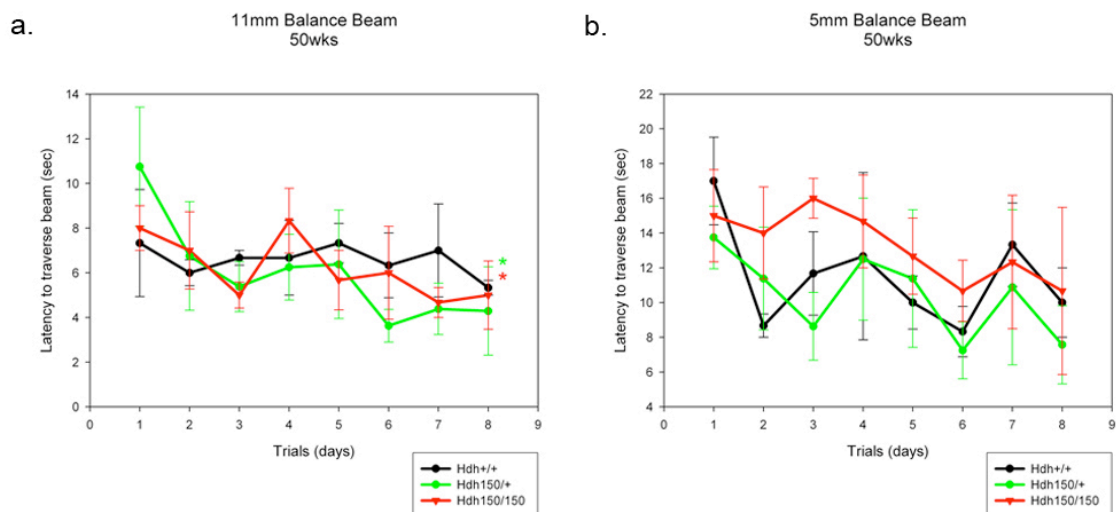 a.
11mm Balance Beam
50wks
Latency to traverse beam (sec)
14
12
10
8
6
4
2
0
*
*
0 1 2 3 4 5 6 7 8 9
Trials (days)
Hdh+/+
Hdh150/+
Hdh150/150
b.
5mm Balance Beam
50wks
Latency to traverse beam (sec)
22
20
18
16
14
12
10
8
6
4
0 1 2 3 4 5 6 7 8 9
Trials (days)
Hdh+/+
Hdh150/+
Hdh150/150